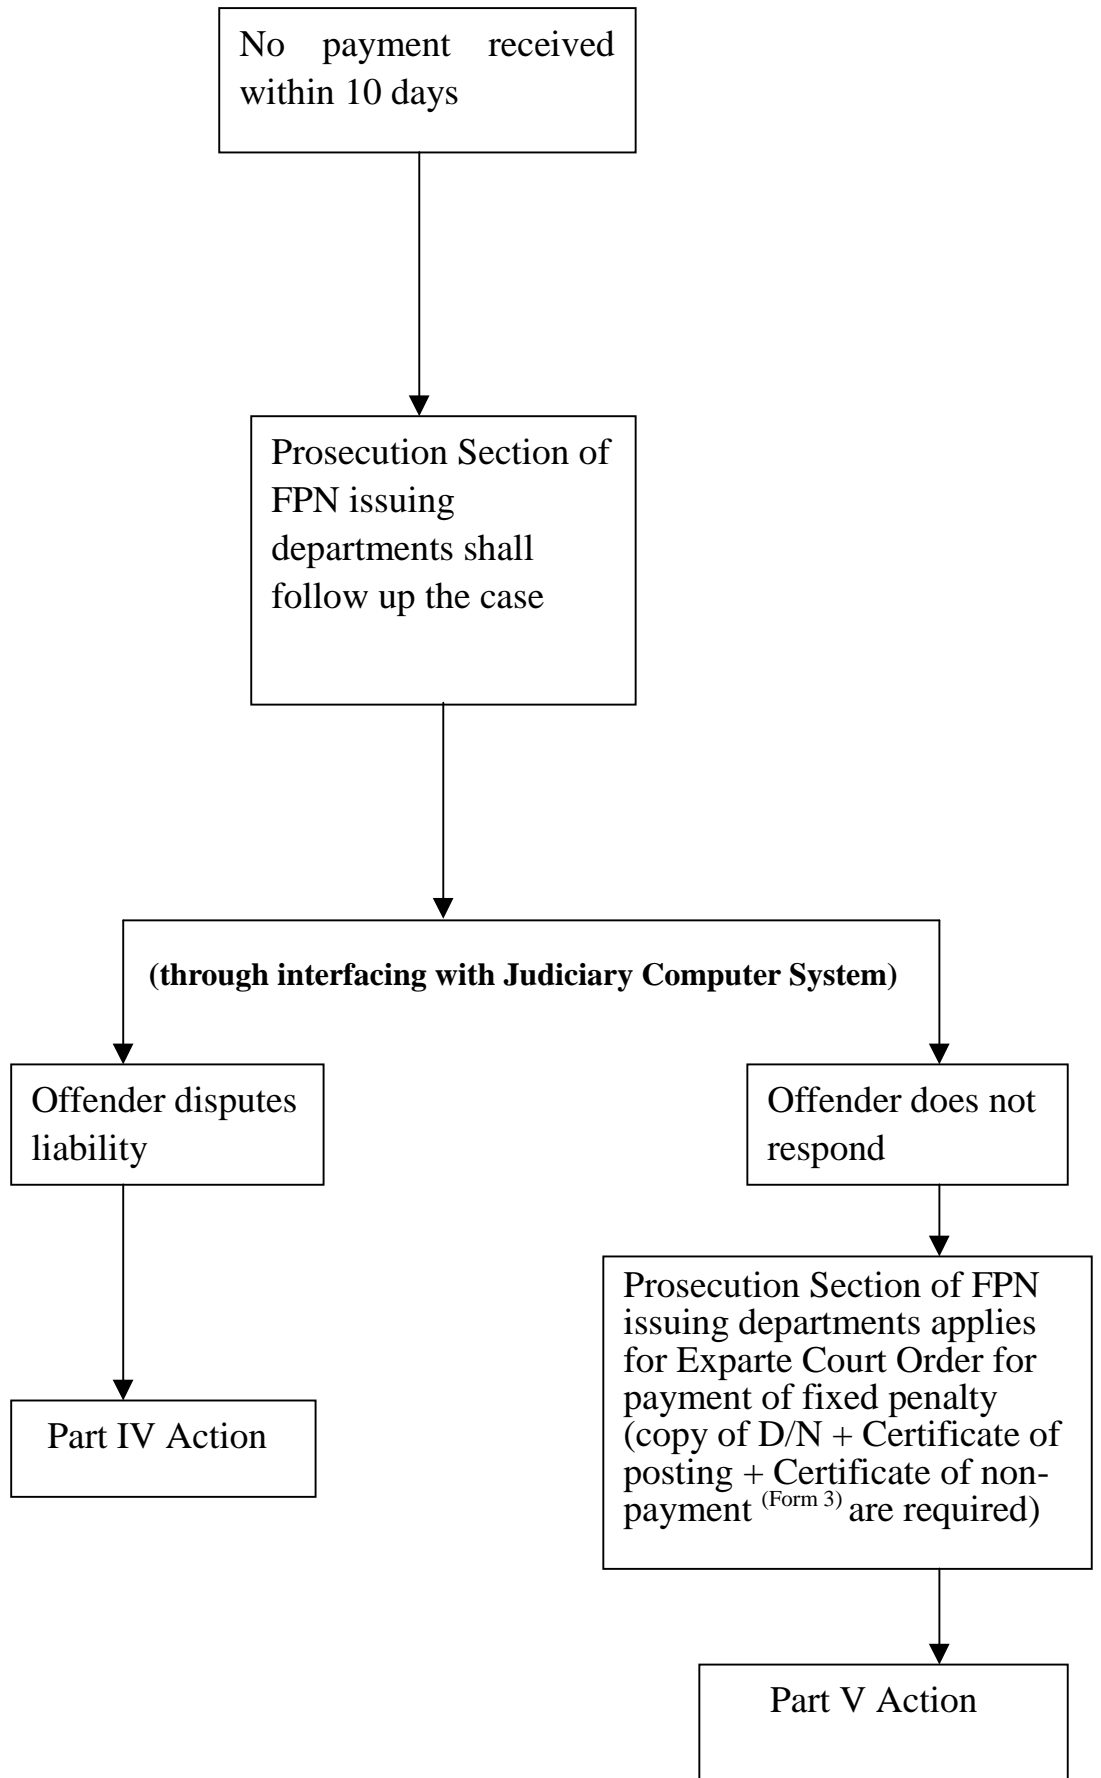 No payment received
within 10 days
Prosecution Section of
FPN issuing
departments shall
follow up the case
(through interfacing with Judiciary Computer System)
Offender disputes
liability
Offender does not
respond
Prosecution Section of FPN
issuing departments applies
for Exparte Court Order for
payment of fixed penalty
(copy of D/N + Certificate of
posting + Certificate of non-
payment (Form 3) are required)
Part IV Action
Part V Action